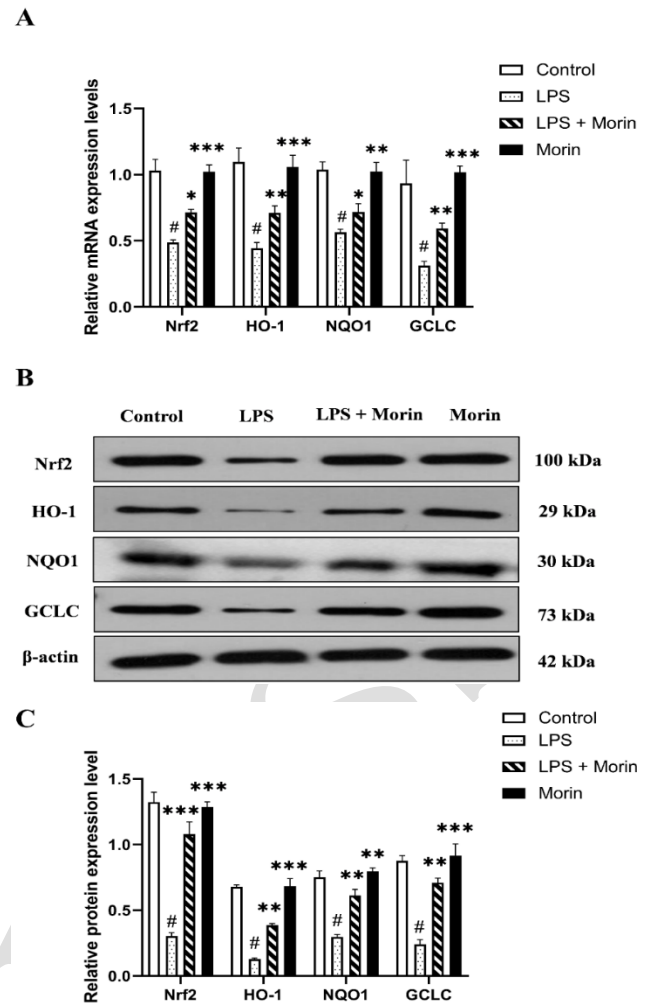 A
Control
LPS
LPS + Morin
Morin
Relative mRNA expression levels
1.5
1.0
0.5
0.0
# * ***
# ** ***
# * **
# ** ***
Nrf2 HO-1 NQO1 GCLC
B
Control LPS LPS + Morin Morin
Nrf2 100 kDa
HO-1 29 kDa
NQO1 30 kDa
GCLC 73 kDa
β-actin 42 kDa
C
Control
LPS
LPS + Morin
Morin
Relative protein expression level
1.5
1.0
0.5
0.0
# *** ***
# ** ***
# ** **
# ** ***
Nrf2 HO-1 NQO1 GCLC